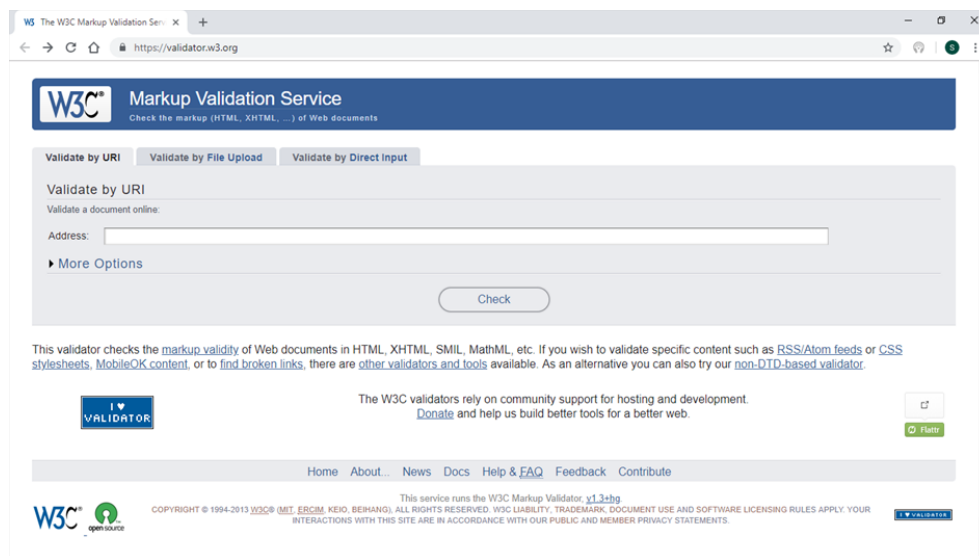 W3 The W3C Markup Validation Serv
https://validator.w3.org
S
W3C® Markup Validation Service
Check the markup (HTML, XHTML, …) of Web documents
Validate by URI Validate by File Upload Validate by Direct Input
Validate by URI
Validate a document online:
Address:
More Options
Check
This validator checks the markup validity of Web documents in HTML, XHTML, SMIL, MathML, etc. If you wish to validate specific content such as RSS/Atom feeds or CSS
stylesheets, MobileOK content, or to find broken links, there are other validators and tools available. As an alternative you can also try our non-DTD-based validator.
I ♥
VALIDATOR
The W3C validators rely on community support for hosting and development.
Donate and help us build better tools for a better web.
Flattr
Home About... News Docs Help & FAQ Feedback Contribute
W3C® open source
This service runs the W3C Markup Validator, v1.3+hg.
COPYRIGHT © 1994-2013 W3C® (MIT, ERCIM, KEIO, BEIHANG), ALL RIGHTS RESERVED. W3C LIABILITY, TRADEMARK, DOCUMENT USE AND SOFTWARE LICENSING RULES APPLY. YOUR
INTERACTIONS WITH THIS SITE ARE IN ACCORDANCE WITH OUR PUBLIC AND MEMBER PRIVACY STATEMENTS.
I ♥ VALIDATOR